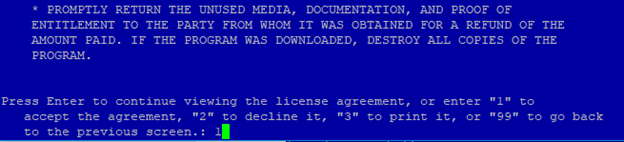 * PROMPTLY RETURN THE UNUSED MEDIA, DOCUMENTATION, AND PROOF OF
ENTITLEMENT TO THE PARTY FROM WHOM IT WAS OBTAINED FOR A REFUND OF THE
AMOUNT PAID. IF THE PROGRAM WAS DOWNLOADED, DESTROY ALL COPIES OF THE
PROGRAM.
Press Enter to continue viewing the license agreement, or enter "1" to
accept the agreement, "2" to decline it, "3" to print it, or "99" to go back
to the previous screen.: 1